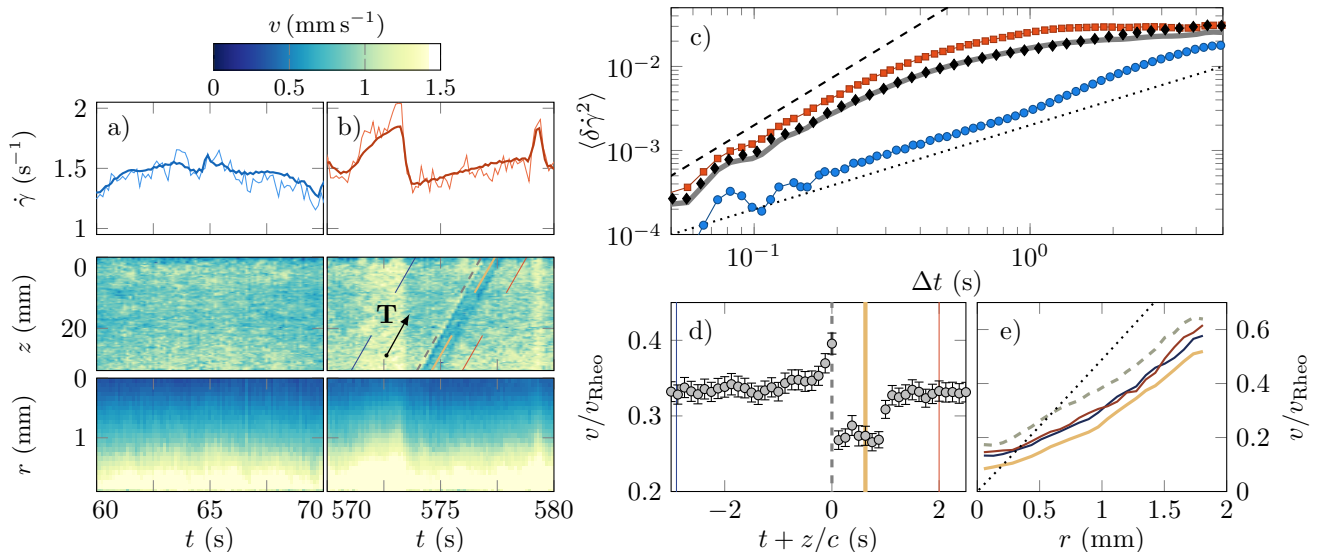 v (mm s⁻¹)
0 0.5 1 1.5
a) b)
2
1.5
1
γ̇ (s⁻¹)
0
20
z (mm)
T
0
1
r (mm)
60 65 70
570 575 580
t (s) t (s)
c)
10⁻²
10⁻³
10⁻⁴
⟨δγ̇²⟩
10⁻¹ 10⁰
Δt (s)
d)
0.4
0.3
0.2
v/v_Rheo
−2 0 2
t + z/c (s)
e)
0.6
0.4
0.2
0
v/v_Rheo
0 0.5 1 1.5 2
r (mm)